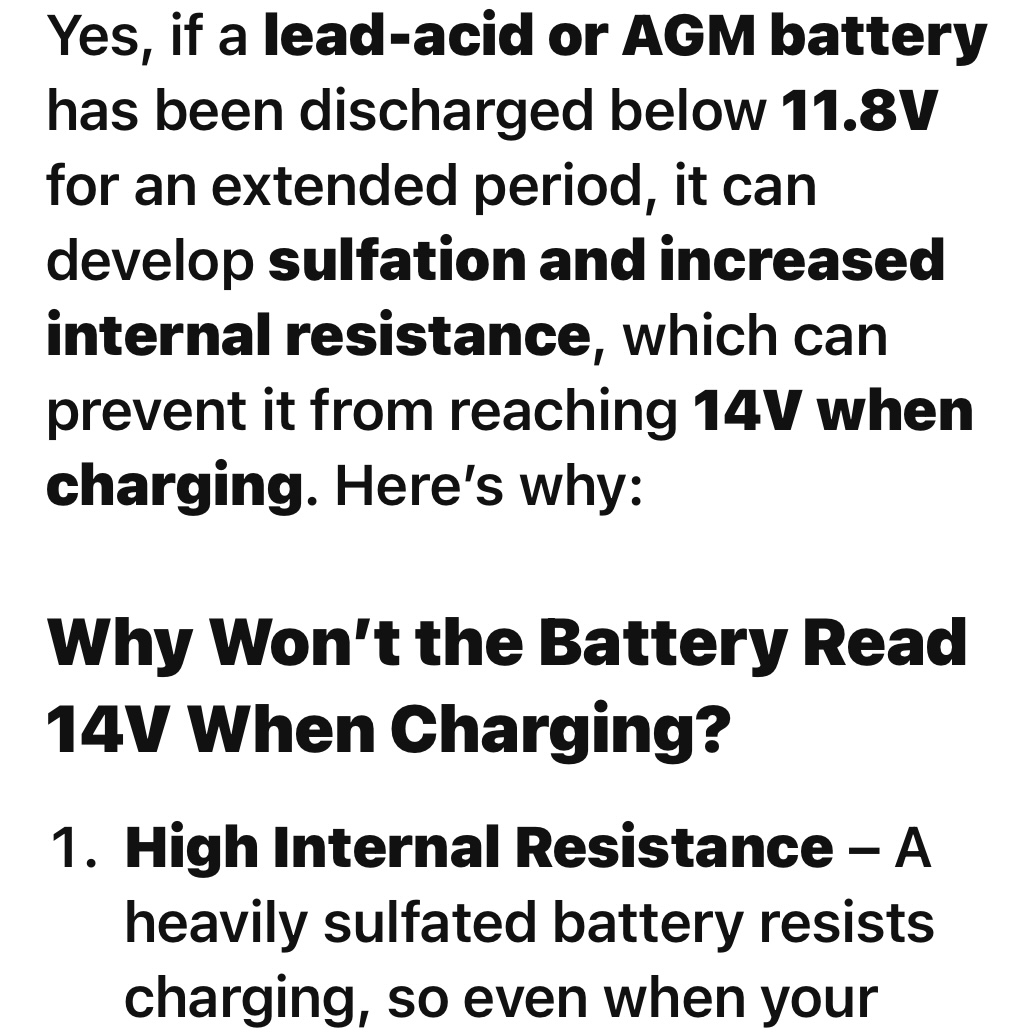 Yes, if a lead-acid or AGM battery
has been discharged below 11.8V
for an extended period, it can
develop sulfation and increased
internal resistance, which can
prevent it from reaching 14V when
charging. Here’s why:
Why Won’t the Battery Read
14V When Charging?
1. High Internal Resistance – A
heavily sulfated battery resists
charging, so even when your